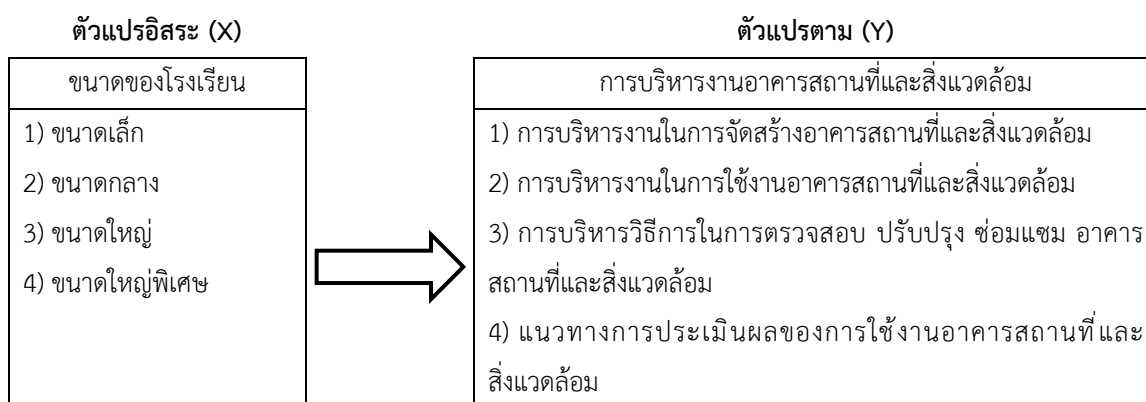 ตัวแปรอิสระ (X)
ขนาดของโรงเรียน
1) ขนาดเล็ก
2) ขนาดกลาง
3) ขนาดใหญ่
4) ขนาดใหญ่พิเศษ
ตัวแปรตาม (Y)
การบริหารงานอาคารสถานที่และสิ่งแวดล้อม
1) การบริหารงานในการจัดสร้างอาคารสถานที่และสิ่งแวดล้อม
2) การบริหารงานในการใช้งานอาคารสถานที่และสิ่งแวดล้อม
3) การบริหารวิธีการในการตรวจสอบ ปรับปรุง ซ่อมแซม อาคาร
สถานที่และสิ่งแวดล้อม
4) แนวทางการประเมินผลของการใช้งานอาคารสถานที่และ
สิ่งแวดล้อม